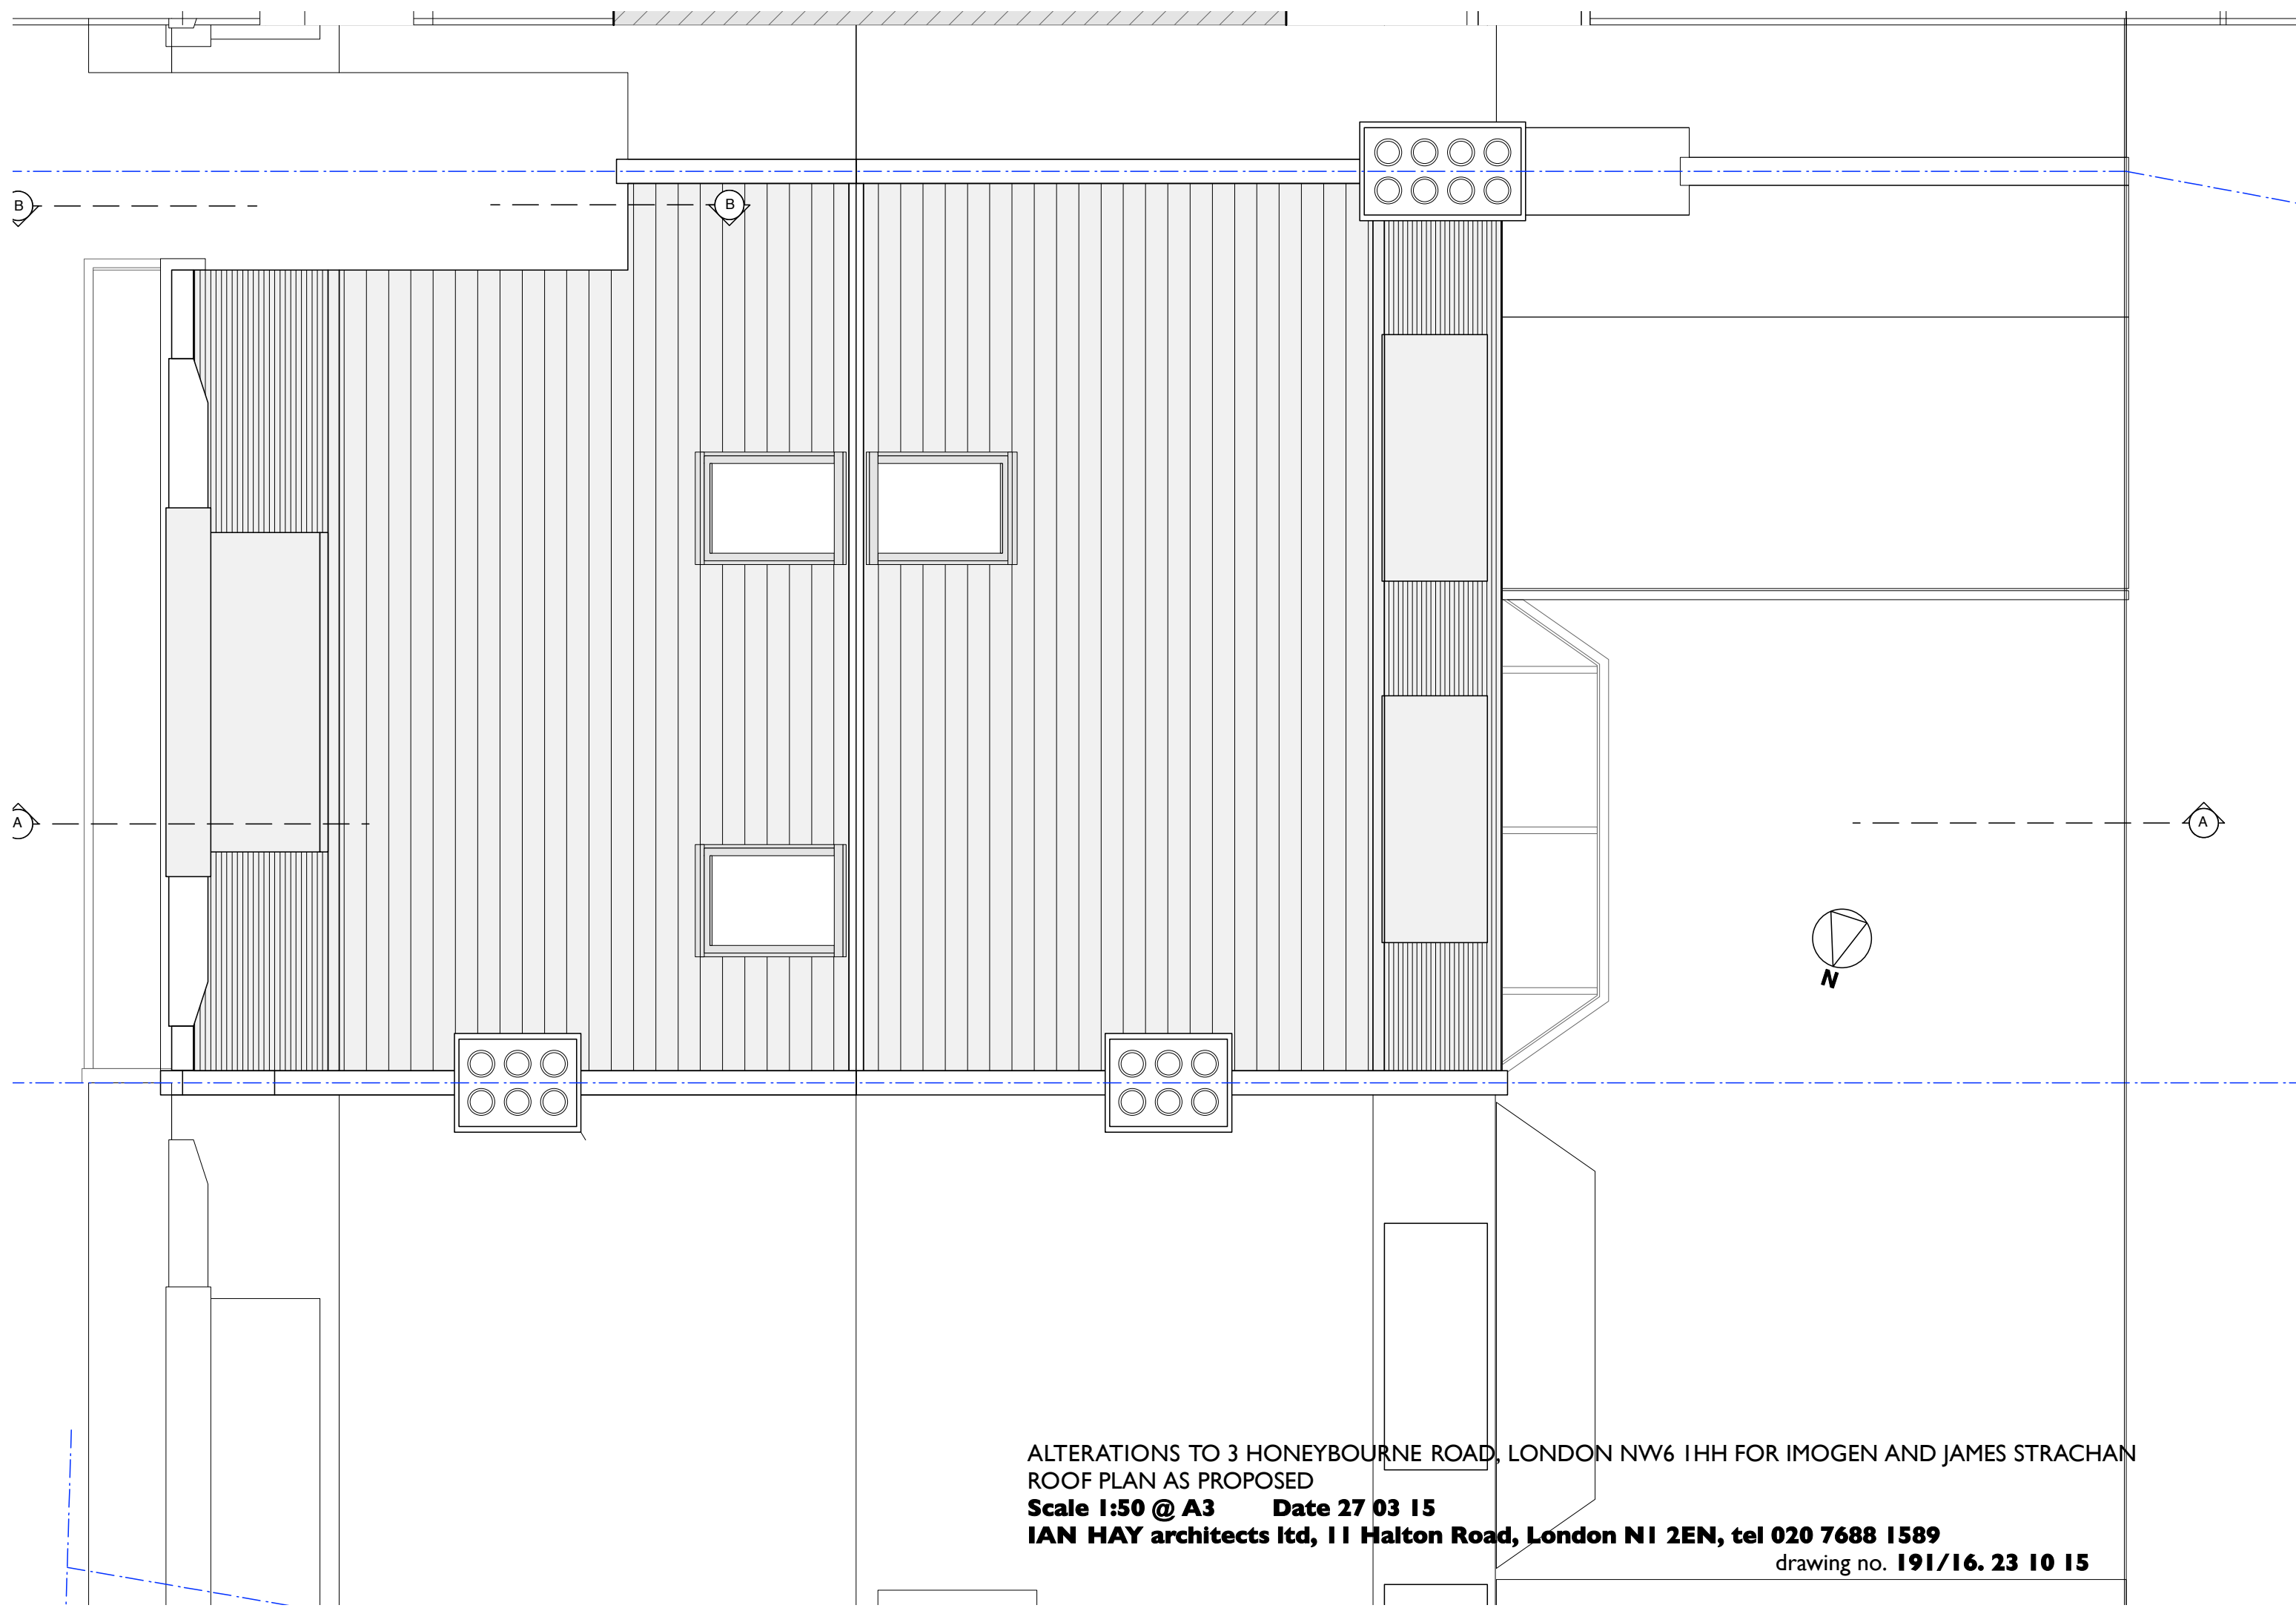 B
B
A
A
N
ALTERATIONS TO 3 HONEYBOURNE ROAD, LONDON NW6 1HH FOR IMOGEN AND JAMES STRACHAN
ROOF PLAN AS PROPOSED
Scale 1:50 @ A3 Date 27 03 15
IAN HAY architects ltd, 11 Halton Road, London N1 2EN, tel 020 7688 1589
drawing no. 191/16. 23 10 15